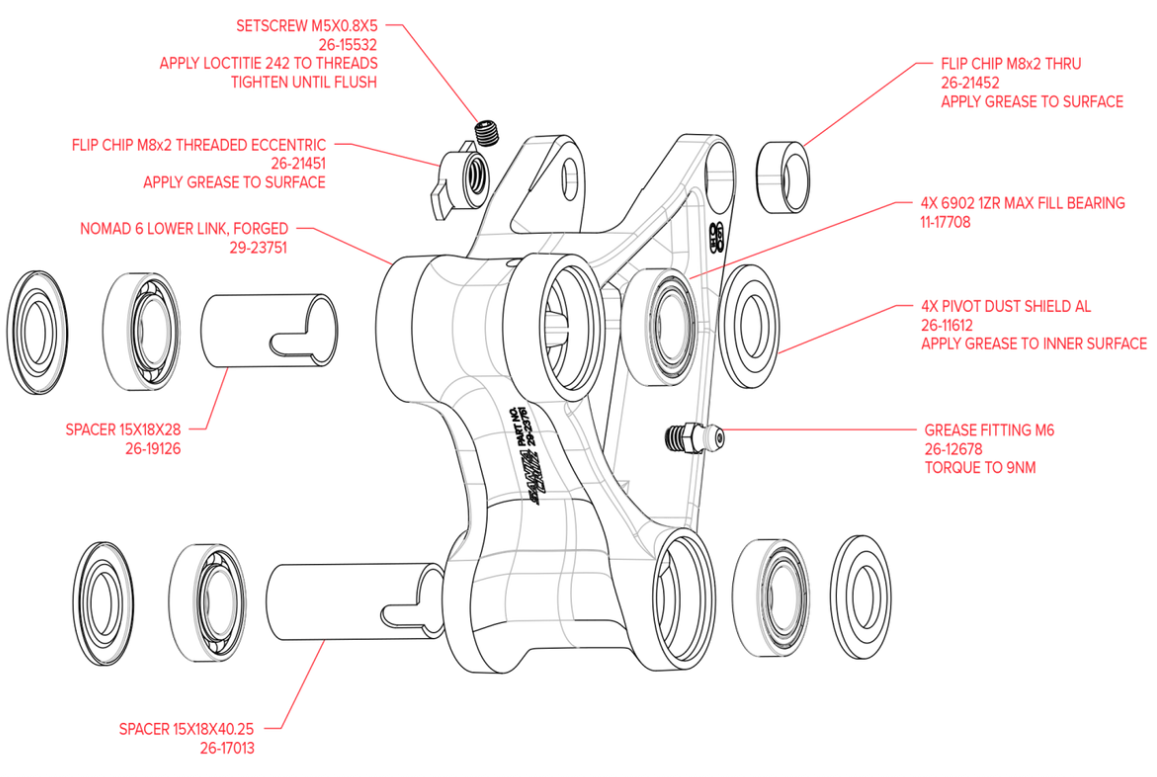 SETSCREW M5X0.8X5
26-15532
APPLY LOCTITIE 242 TO THREADS
TIGHTEN UNTIL FLUSH
FLIP CHIP M8x2 THRU
26-21452
APPLY GREASE TO SURFACE
FLIP CHIP M8x2 THREADED ECCENTRIC
26-21451
APPLY GREASE TO SURFACE
4X 6902 1ZR MAX FILL BEARING
11-17708
NOMAD 6 LOWER LINK, FORGED
29-23751
4X PIVOT DUST SHIELD AL
26-11612
APPLY GREASE TO INNER SURFACE
SPACER 15X18X28
26-19126
PART NO.
29-23751
GREASE FITTING M6
26-12678
TORQUE TO 9NM
SPACER 15X18X40.25
26-17013